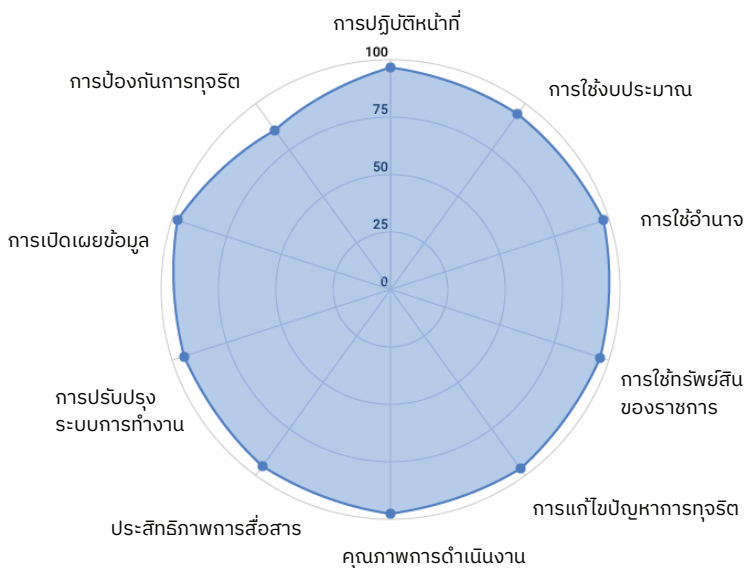 การปฏิบัติหน้าที่
100
การป้องกันการทุจริต
การใช้งบประมาณ
75
50
การใช้อำนาจ
25
การเปิดเผยข้อมูล
0
การใช้ทรัพย์สิน
ของราชการ
การปรับปรุง
ระบบการทำงาน
การแก้ไขปัญหาการทุจริต
ประสิทธิภาพการสื่อสาร
คุณภาพการดำเนินงาน